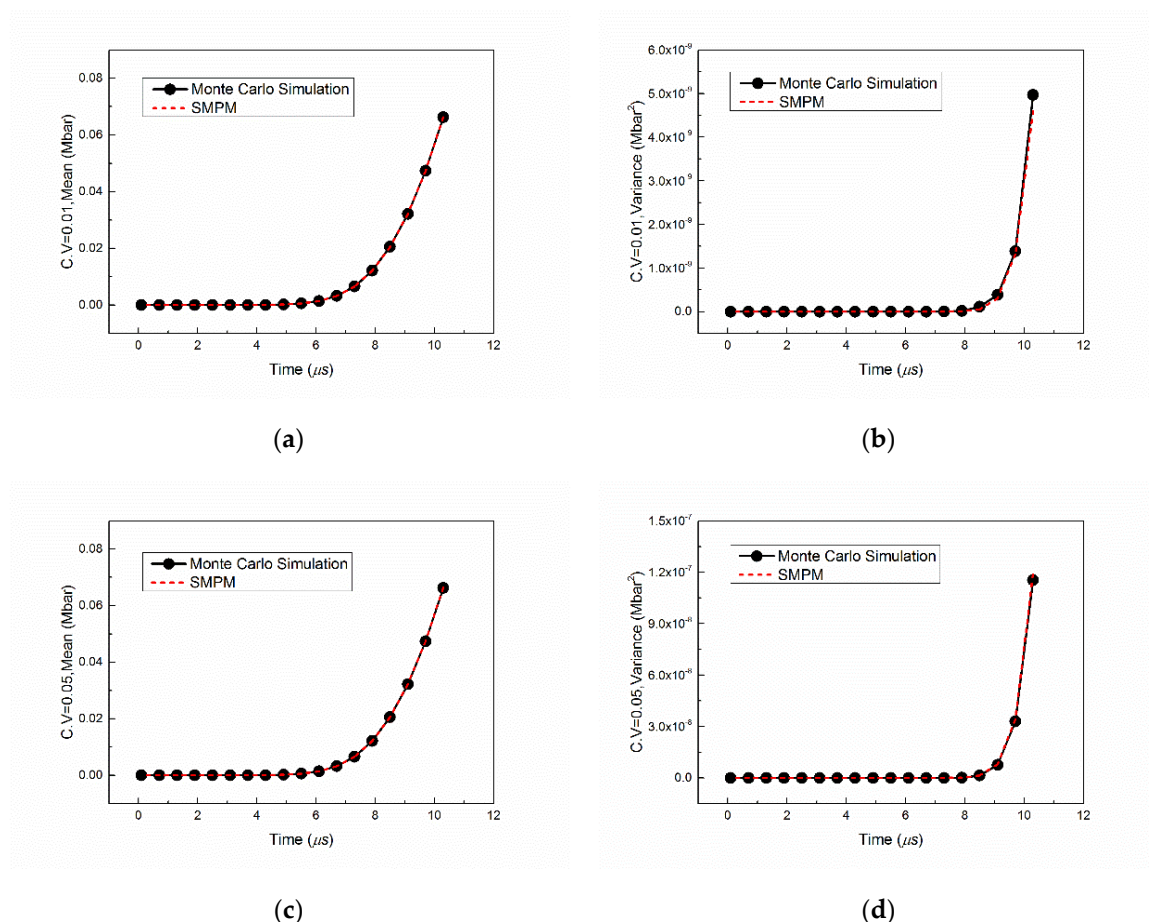 0.08
0.06
0.04
0.02
0.00
C.V=0.01,Mean (Mbar)
Monte Carlo Simulation
SMPM
0 2 4 6 8 10 12
Time (μs)
(a)
6.0x10⁻⁹
5.0x10⁻⁹
4.0x10⁻⁹
3.0x10⁻⁹
2.0x10⁻⁹
1.0x10⁻⁹
0.0
C.V=0.01,Variance (Mbar²)
Monte Carlo Simulation
SMPM
0 2 4 6 8 10 12
Time (μs)
(b)
0.08
0.06
0.04
0.02
0.00
C.V=0.05,Mean (Mbar)
Monte Carlo Simulation
SMPM
0 2 4 6 8 10 12
Time (μs)
(c)
1.5x10⁻⁷
1.2x10⁻⁷
9.0x10⁻⁸
6.0x10⁻⁸
3.0x10⁻⁸
0.0
C.V=0.05,Variance (Mbar²)
Monte Carlo Simulation
SMPM
0 2 4 6 8 10 12
Time (μs)
(d)